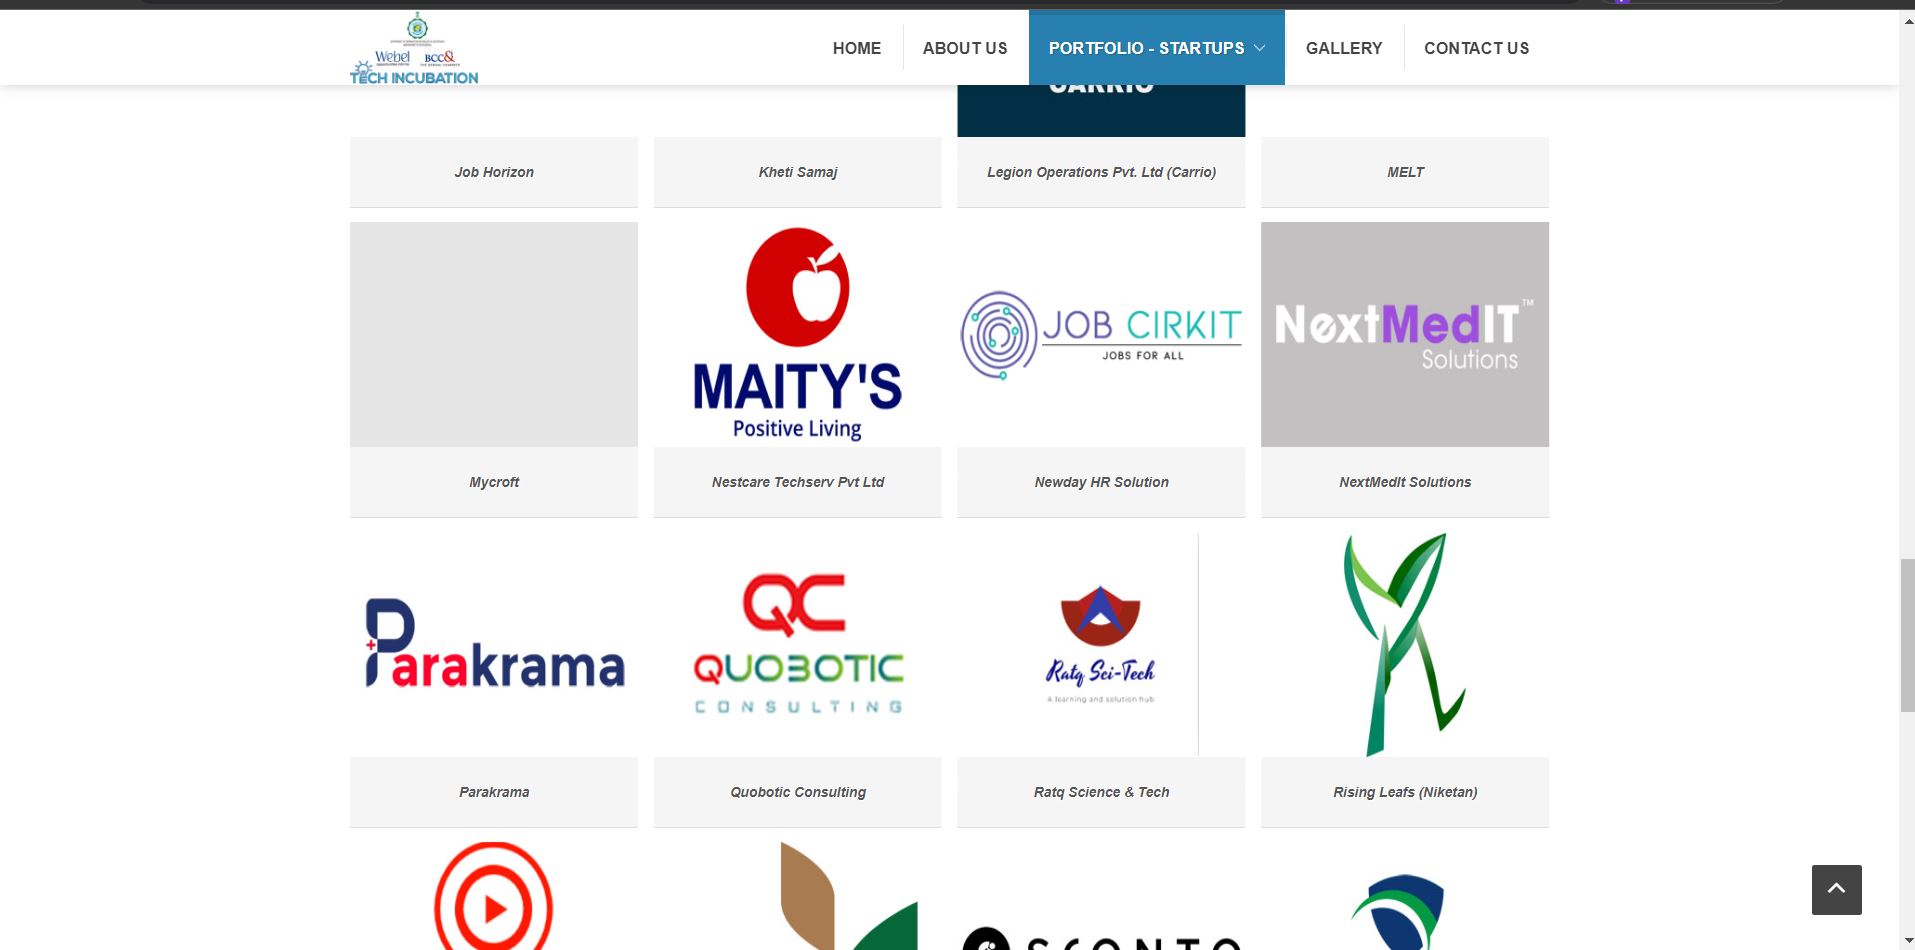 Webel
BCC&I
TECH INCUBATION
HOME
ABOUT US
PORTFOLIO - STARTUPS
GALLERY
CONTACT US
Job Horizon
Kheti Samaj
Legion Operations Pvt. Ltd (Carrio)
MELT
MAITY'S
Positive Living
JOB CIRKIT
JOBS FOR ALL
NextMedIT™
Solutions
Mycroft
Nestcare Techserv Pvt Ltd
Newday HR Solution
NextMedIt Solutions
Parakrama
QC
QUOBOTIC
CONSULTING
Ratq Sci-Tech
A learning and solution hub
Parakrama
Quobotic Consulting
Ratq Science & Tech
Rising Leafs (Niketan)